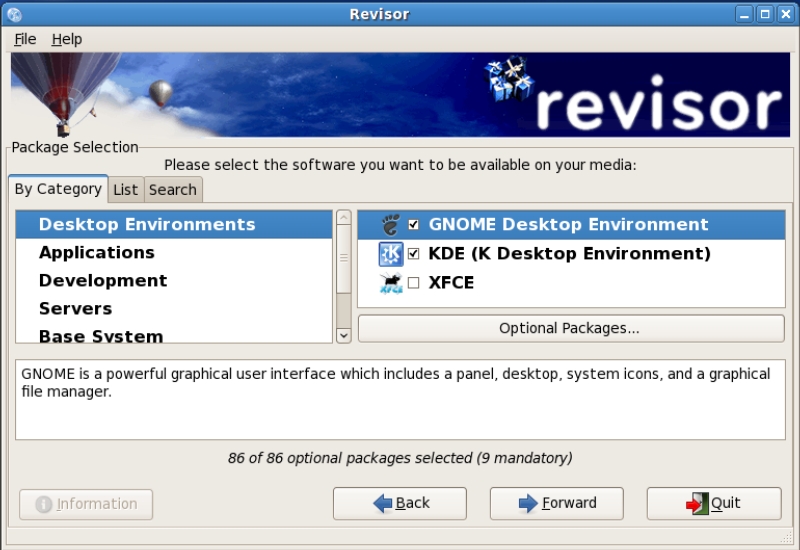 Revisor
File Help
revisor
Package Selection
Please select the software you want to be available on your media:
By Category List Search
Desktop Environments
Applications
Development
Servers
Base System
GNOME Desktop Environment
KDE (K Desktop Environment)
XFCE
Optional Packages...
GNOME is a powerful graphical user interface which includes a panel, desktop, system icons, and a graphical
file manager.
86 of 86 optional packages selected (9 mandatory)
Information Back Forward Quit